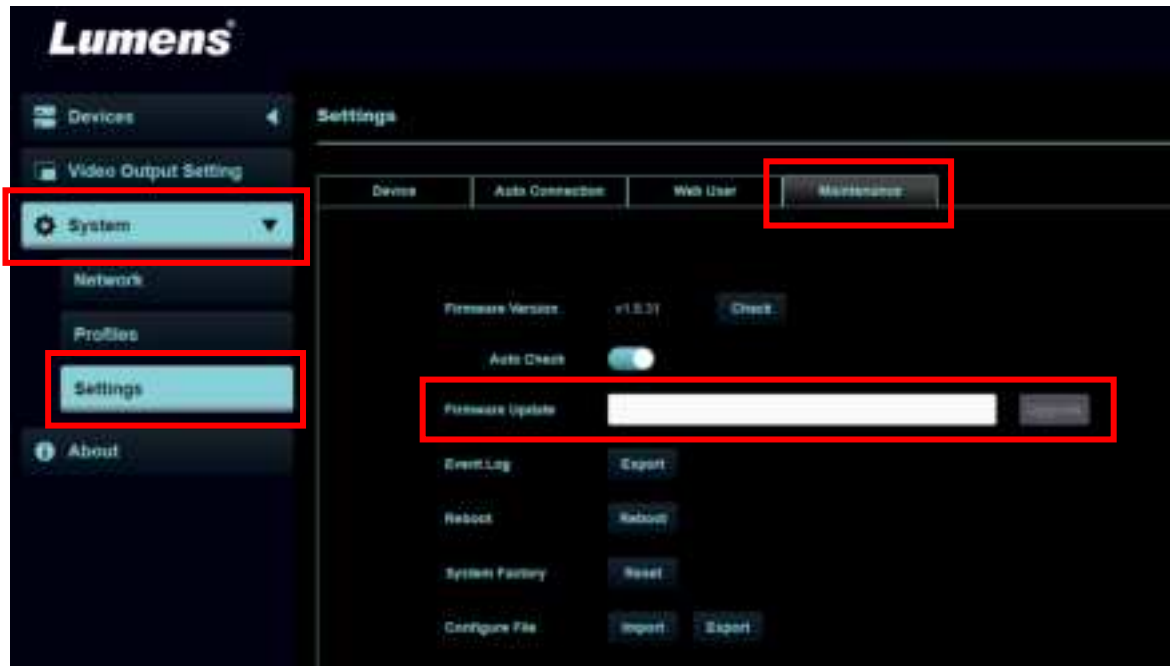 Lumens
Devices
Settings
Video Output Setting
Device
Auto Connection
Web User
Maintenance
System
Network
Firmware Version
Check
Profiles
Auto Check
Settings
Firmware Update
About
Event Log
Export
Reboot
Reboot
System Factory
Reset
Configure File
Import
Export